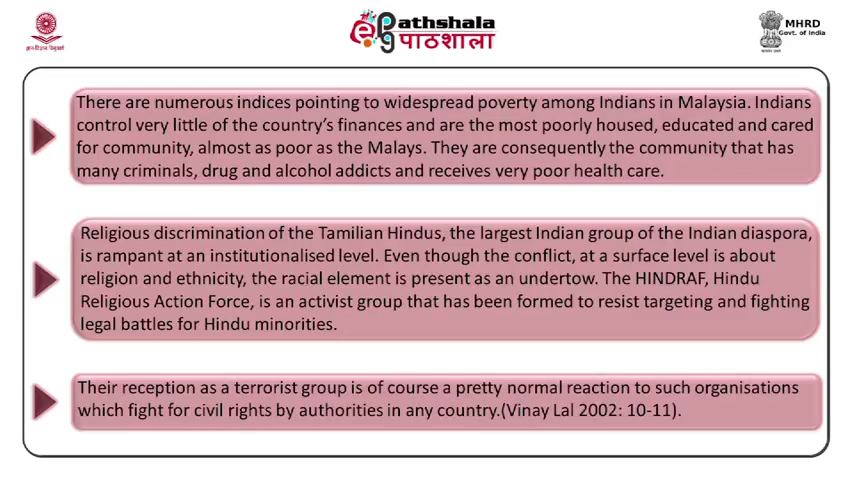 Pathshala
पाठशाला
MHRD
Govt. of India
There are numerous indices pointing to widespread poverty among Indians in Malaysia. Indians
control very little of the country's finances and are the most poorly housed, educated and cared
for community, almost as poor as the Malays. They are consequently the community that has
many criminals, drug and alcohol addicts and receives very poor health care.
Religious discrimination of the Tamilian Hindus, the largest Indian group of the Indian diaspora,
is rampant at an institutionalised level. Even though the conflict, at a surface level is about
religion and ethnicity, the racial element is present as an undertow. The HINDRAF, Hindu
Religious Action Force, is an activist group that has been formed to resist targeting and fighting
legal battles for Hindu minorities.
Their reception as a terrorist group is of course a pretty normal reaction to such organisations
which fight for civil rights by authorities in any country.(Vinay Lal 2002: 10-11).